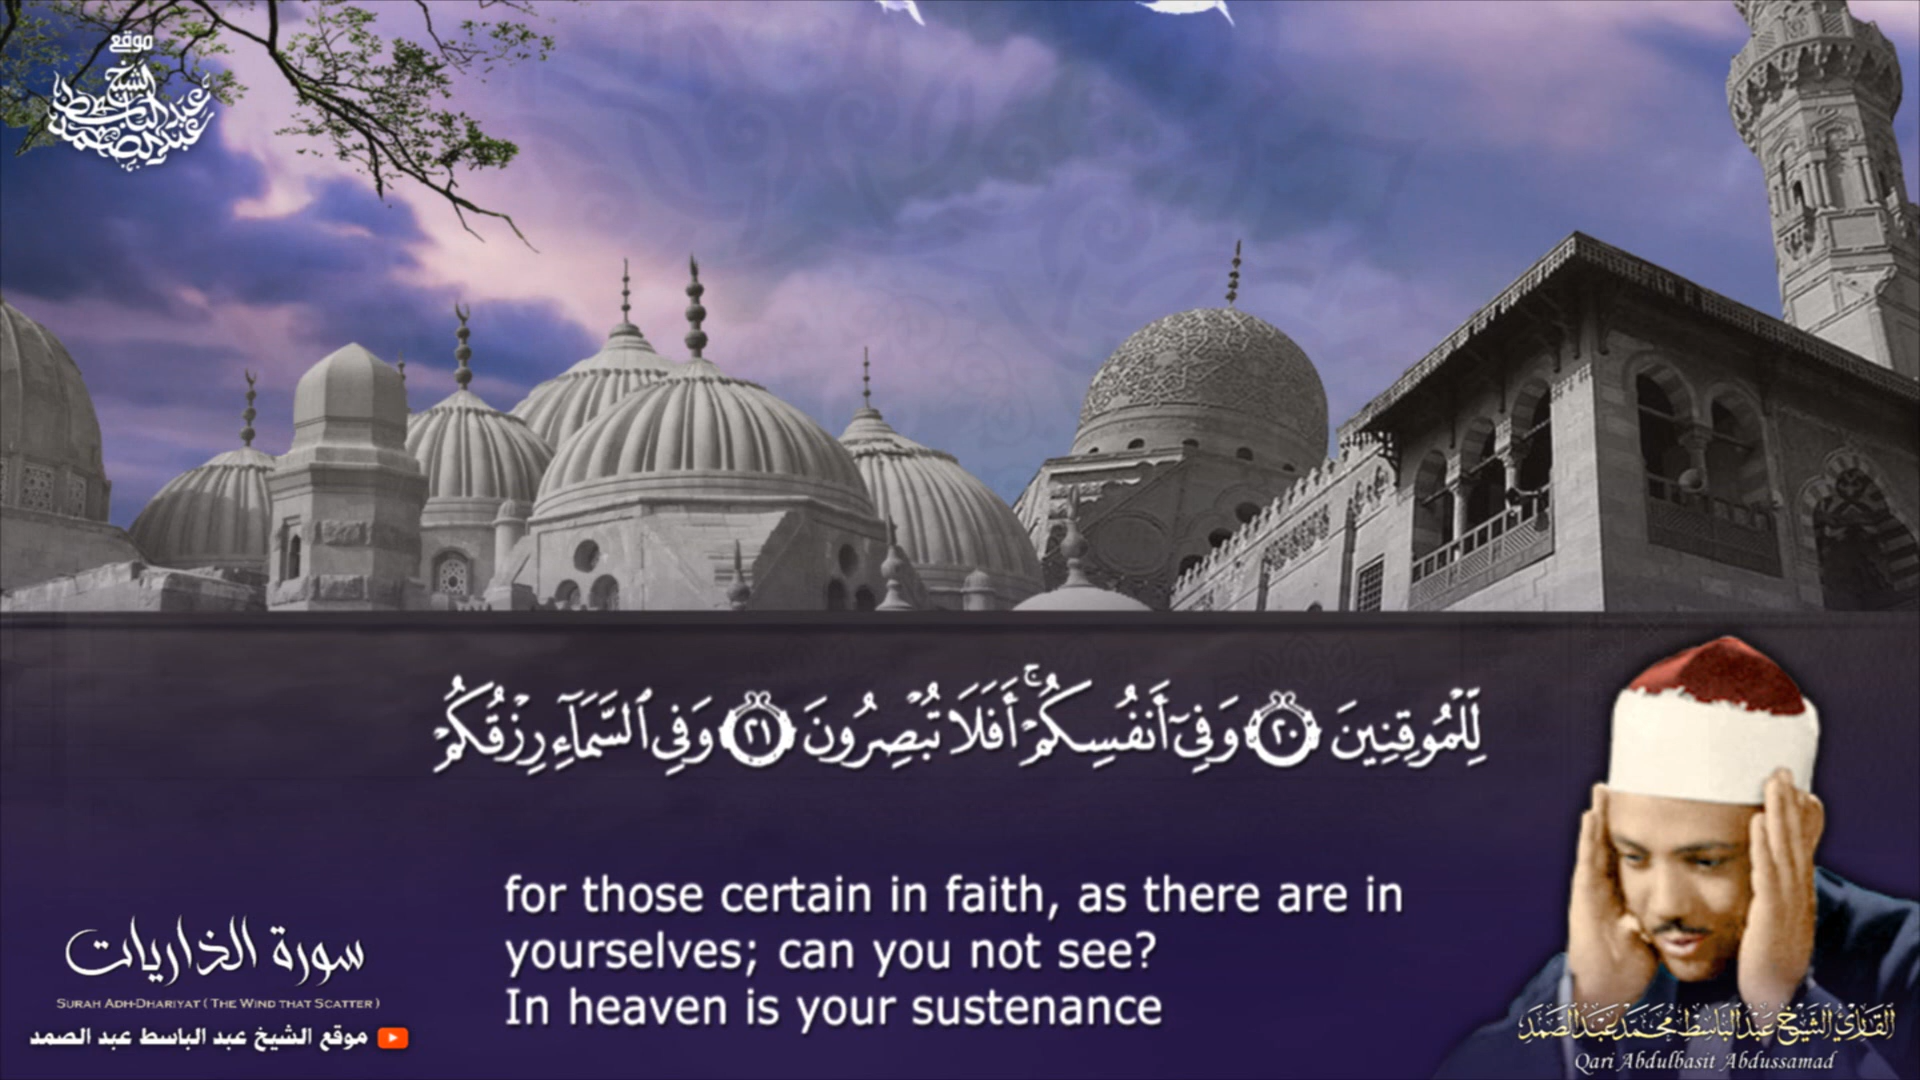 موقع
الشيخ
عبد الباسط
عبد الصمد
لِّلْمُوقِنِينَ ٢٠ وَفِىٓ أَنفُسِكُمْ ۚ أَفَلَا تُبْصِرُونَ ٢١ وَفِى ٱلسَّمَآءِ رِزْقُكُمْ
for those certain in faith, as there are in
yourselves; can you not see?
In heaven is your sustenance
سورة الذاريات
SURAH ADH-DHARIYAT ( THE WIND THAT SCATTER )
موقع الشيخ عبد الباسط عبد الصمد
القارئ الشيخ عبد الباسط محمد عبد الصمد
Qari Abdulbasit Abdussamad